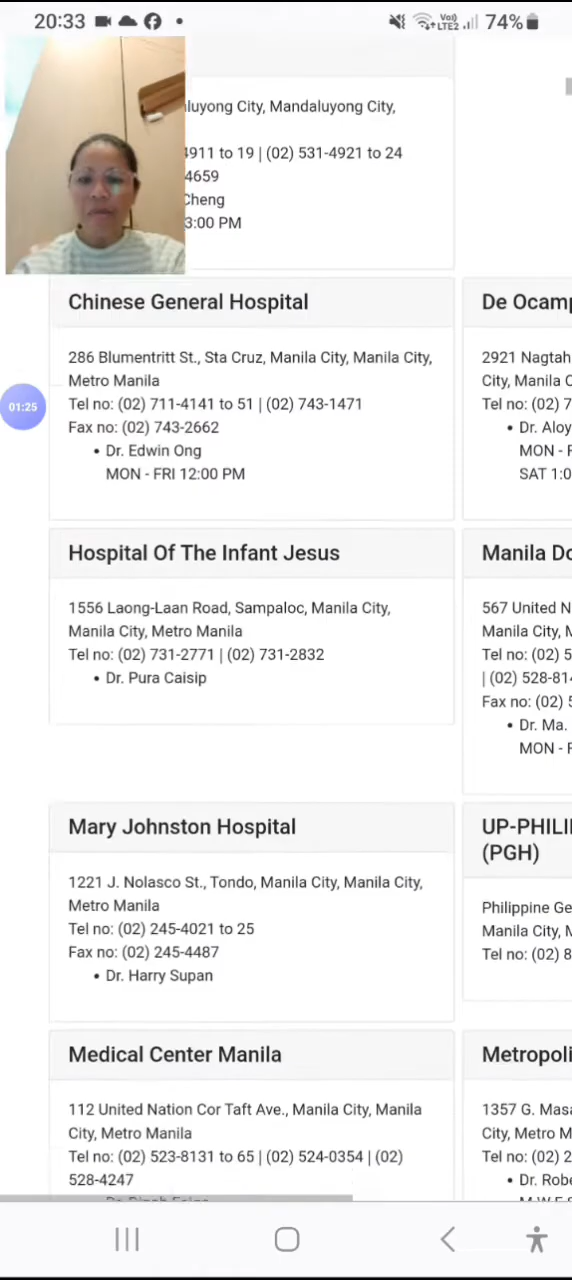 20:33
Vo)) LTE2 74%
luyong City, Mandaluyong City,
4911 to 19 | (02) 531-4921 to 24
4659
Cheng
3:00 PM
Chinese General Hospital
286 Blumentritt St., Sta Cruz, Manila City, Manila City,
Metro Manila
Tel no: (02) 711-4141 to 51 | (02) 743-1471
Fax no: (02) 743-2662
• Dr. Edwin Ong
MON - FRI 12:00 PM
De Ocamp
2921 Nagtah
City, Manila C
Tel no: (02) 7
• Dr. Aloy
MON - F
SAT 1:0
01:25
Hospital Of The Infant Jesus
1556 Laong-Laan Road, Sampaloc, Manila City,
Manila City, Metro Manila
Tel no: (02) 731-2771 | (02) 731-2832
• Dr. Pura Caisip
Manila Do
567 United N
Manila City, M
Tel no: (02) 5
| (02) 528-814
Fax no: (02) 5
• Dr. Ma.
MON - F
Mary Johnston Hospital
1221 J. Nolasco St., Tondo, Manila City, Manila City,
Metro Manila
Tel no: (02) 245-4021 to 25
Fax no: (02) 245-4487
• Dr. Harry Supan
UP-PHILI
(PGH)
Philippine Ge
Manila City, M
Tel no: (02) 8
Medical Center Manila
112 United Nation Cor Taft Ave., Manila City, Manila
City, Metro Manila
Tel no: (02) 523-8131 to 65 | (02) 524-0354 | (02)
528-4247
Metropoli
1357 G. Masa
City, Metro M
Tel no: (02) 2
• Dr. Robe